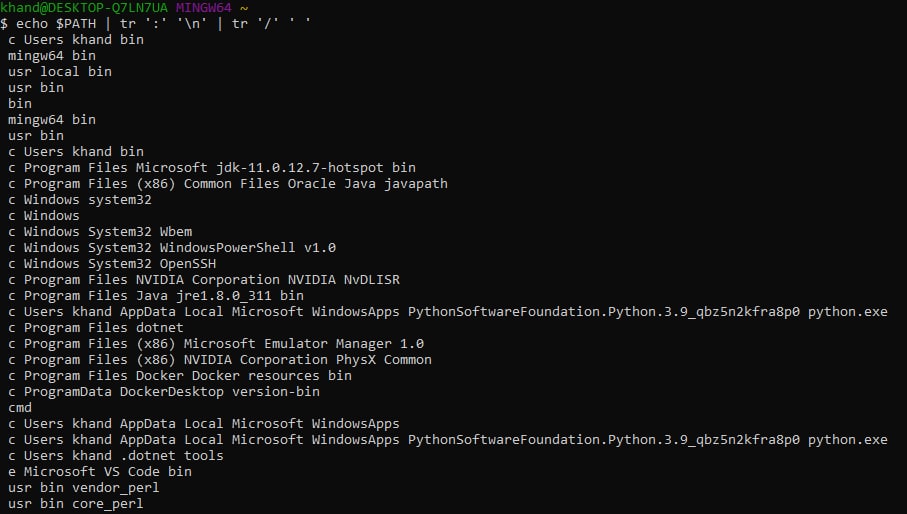 khand@DESKTOP-Q7LN7UA MINGW64 ~
$ echo $PATH | tr ':' '\n' | tr '/' ' '
c Users khand bin
mingw64 bin
usr local bin
usr bin
bin
mingw64 bin
usr bin
c Users khand bin
c Program Files Microsoft jdk-11.0.12.7-hotspot bin
c Program Files (x86) Common Files Oracle Java javapath
c Windows system32
c Windows
c Windows System32 Wbem
c Windows System32 WindowsPowerShell v1.0
c Windows System32 OpenSSH
c Program Files NVIDIA Corporation NVIDIA NvDLISR
c Program Files Java jre1.8.0_311 bin
c Users khand AppData Local Microsoft WindowsApps PythonSoftwareFoundation.Python.3.9_qbz5n2kfra8p0 python.exe
c Program Files dotnet
c Program Files (x86) Microsoft Emulator Manager 1.0
c Program Files (x86) NVIDIA Corporation PhysX Common
c Program Files Docker Docker resources bin
c ProgramData DockerDesktop version-bin
cmd
c Users khand AppData Local Microsoft WindowsApps
c Users khand AppData Local Microsoft WindowsApps PythonSoftwareFoundation.Python.3.9_qbz5n2kfra8p0 python.exe
c Users khand .dotnet tools
e Microsoft VS Code bin
usr bin vendor_perl
usr bin core_perl